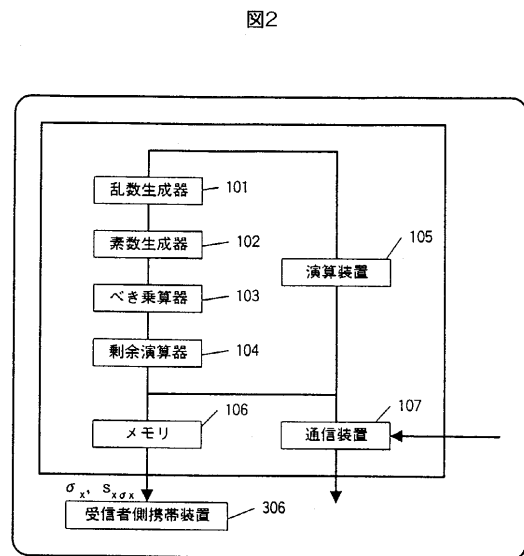 図2
乱数生成器 101
素数生成器 102
演算装置 105
べき乗算器 103
剰余演算器 104
メモリ 106
通信装置 107
σx, sxσx
受信者側携帯装置 306